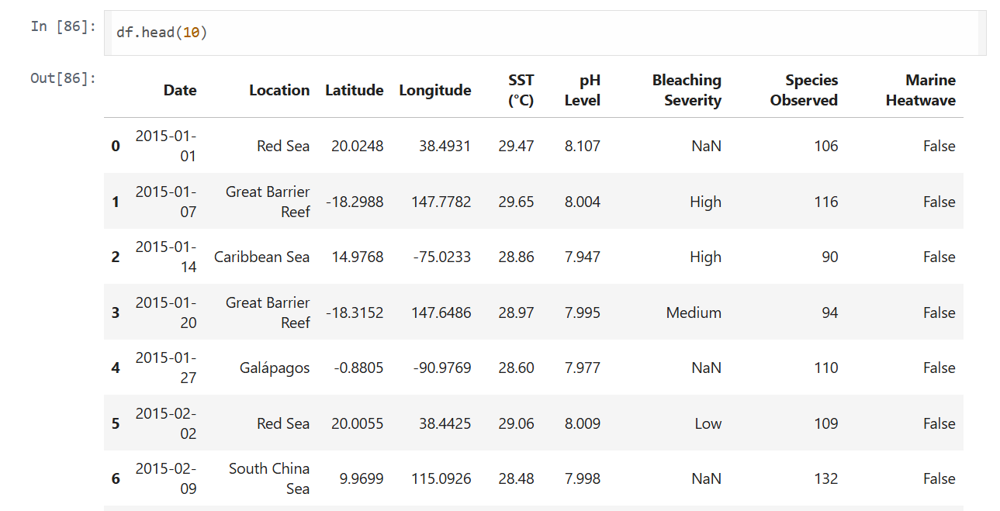 In [86]: df.head(10)
Out[86]:
Date Location Latitude Longitude SST (°C) pH Level Bleaching Severity Species Observed Marine Heatwave
0 2015-01-01 Red Sea 20.0248 38.4931 29.47 8.107 NaN 106 False
1 2015-01-07 Great Barrier Reef -18.2988 147.7782 29.65 8.004 High 116 False
2 2015-01-14 Caribbean Sea 14.9768 -75.0233 28.86 7.947 High 90 False
3 2015-01-20 Great Barrier Reef -18.3152 147.6486 28.97 7.995 Medium 94 False
4 2015-01-27 Galápagos -0.8805 -90.9769 28.60 7.977 NaN 110 False
5 2015-02-02 Red Sea 20.0055 38.4425 29.06 8.009 Low 109 False
6 2015-02-09 South China Sea 9.9699 115.0926 28.48 7.998 NaN 132 False